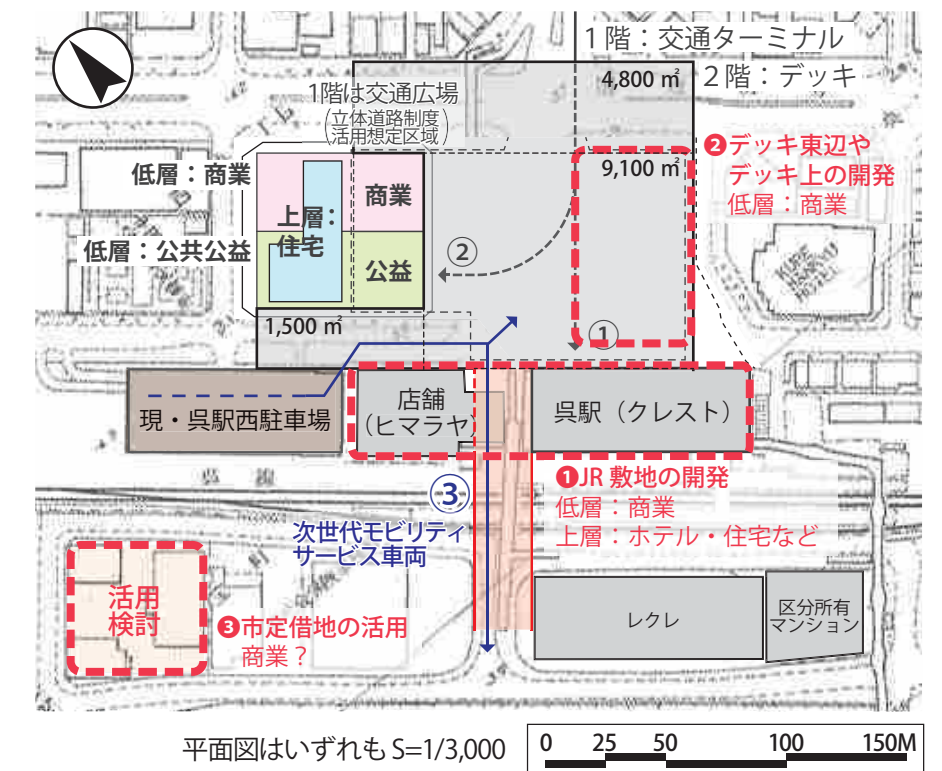 1階：交通ターミナル
4,800 ㎡
2階：デッキ
1階は交通広場
(立体道路制度
活用想定区域)
❷デッキ東辺や
デッキ上の開発
低層：商業
9,100 ㎡
低層：商業
商業
上層：
住宅
低層：公共公益
公益
②
1,500 ㎡
①
現・呉駅西駐車場
店舗
(ヒマラヤ)
呉駅（クレスト）
呉 線
❶JR 敷地の開発
低層：商業
上層：ホテル・住宅など
③
次世代モビリティ
サービス車両
活用
検討
❸市定借地の活用
商業？
レクレ
区分所有
マンション
平面図はいずれも S=1/3,000
0 25 50 100 150M